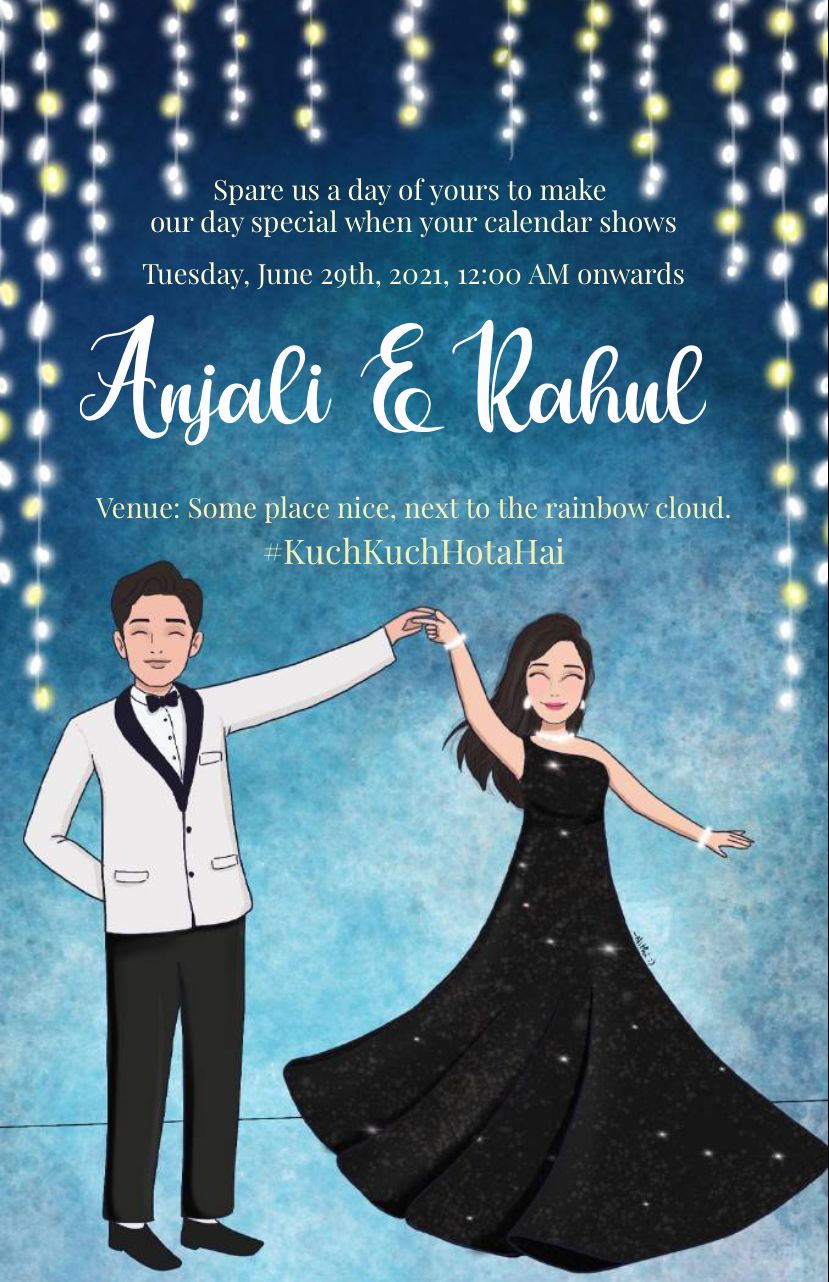 Spare us a day of yours to make
our day special when your calendar shows
Tuesday, June 29th, 2021, 12:00 AM onwards
Anjali & Rahul
Venue: Some place nice, next to the rainbow cloud.
#KuchKuchHotaHai